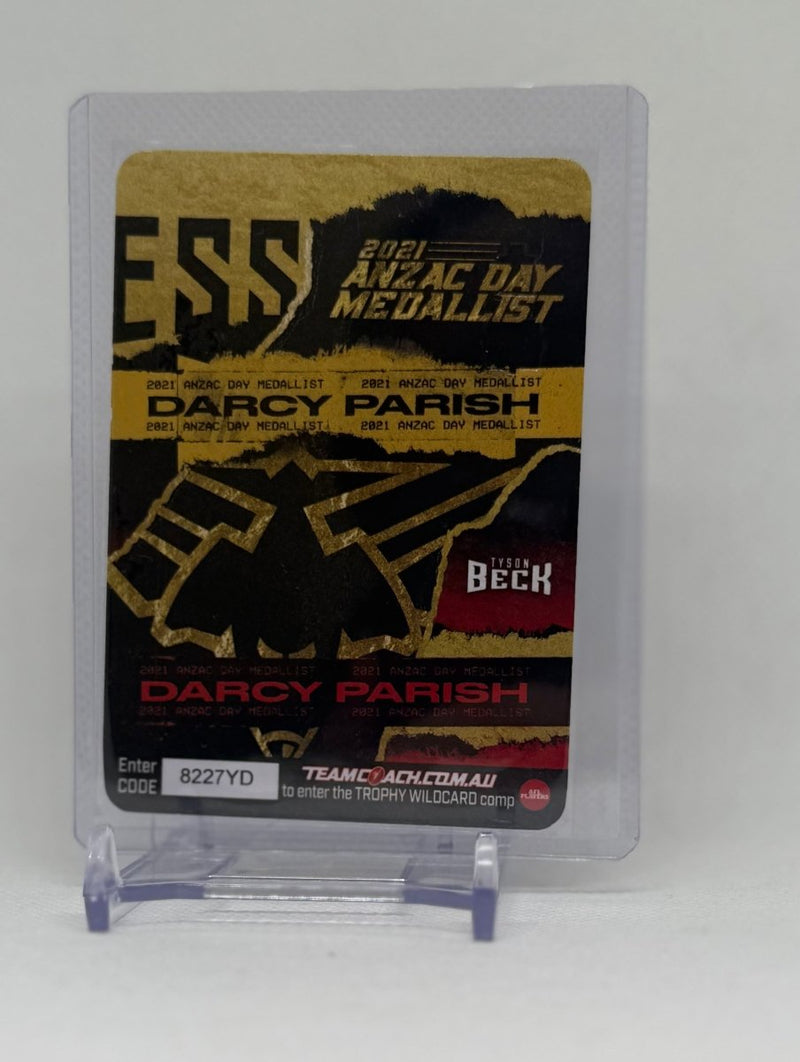 ESS
2021
ANZAC DAY
MEDALLIST
2021 ANZAC DAY MEDALLIST 2021 ANZAC DAY MEDALLIST
DARCY PARISH
2021 ANZAC DAY MEDALLIST 2021 ANZAC DAY MEDALLIST
TYSON
BECK
2021 ANZAC DAY MEDALLIST 2021 ANZAC DAY MEDALLIST
DARCY PARISH
2021 ANZAC DAY MEDALLIST 2021 ANZAC DAY MEDALLIST
Enter
CODE
8227YD
TEAMCOACH.COM.AU
to enter the TROPHY WILDCARD comp
AFL
PLAYERS